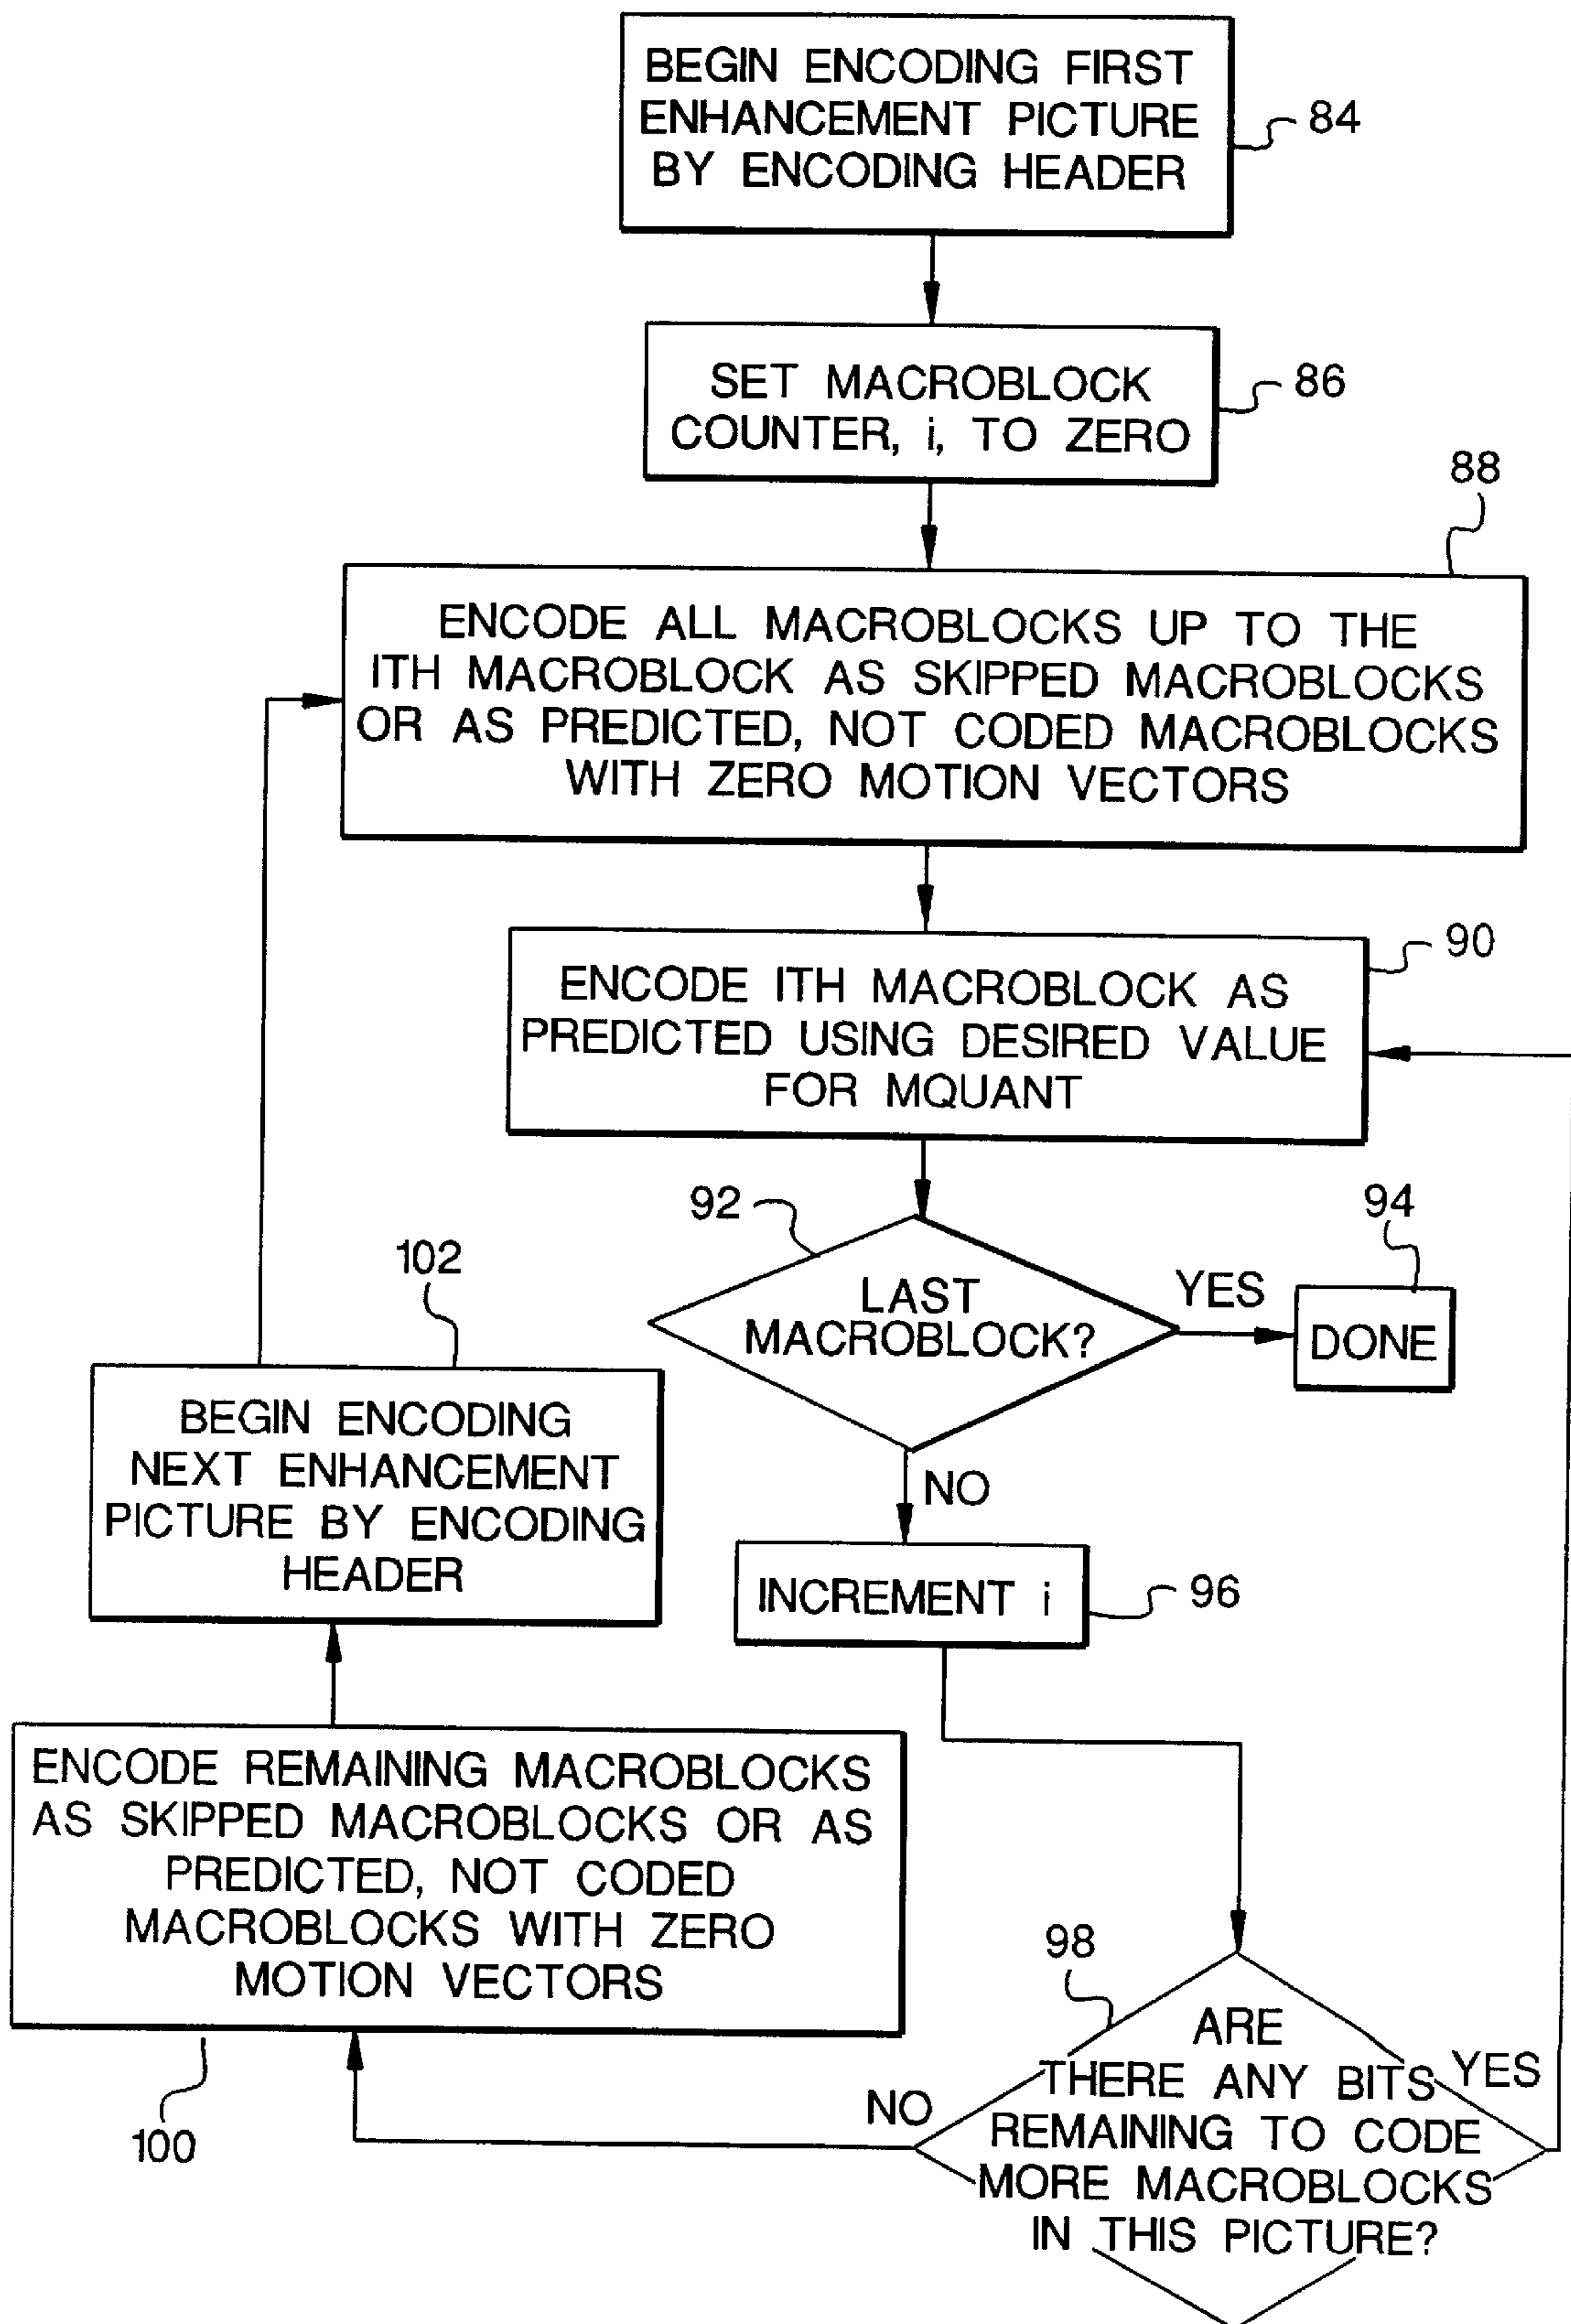 BEGIN ENCODING FIRST
ENHANCEMENT PICTURE
BY ENCODING HEADER
84
SET MACROBLOCK
COUNTER, i, TO ZERO
86
88
ENCODE ALL MACROBLOCKS UP TO THE
ITH MACROBLOCK AS SKIPPED MACROBLOCKS
OR AS PREDICTED, NOT CODED MACROBLOCKS
WITH ZERO MOTION VECTORS
90
ENCODE ITH MACROBLOCK AS
PREDICTED USING DESIRED VALUE
FOR MQUANT
92
LAST
MACROBLOCK?
YES
94
DONE
NO
102
BEGIN ENCODING
NEXT ENHANCEMENT
PICTURE BY ENCODING
HEADER
INCREMENT i
96
ENCODE REMAINING MACROBLOCKS
AS SKIPPED MACROBLOCKS OR AS
PREDICTED, NOT CODED
MACROBLOCKS WITH ZERO
MOTION VECTORS
100
98
ARE
THERE ANY BITS
REMAINING TO CODE
MORE MACROBLOCKS
IN THIS PICTURE?
YES
NO